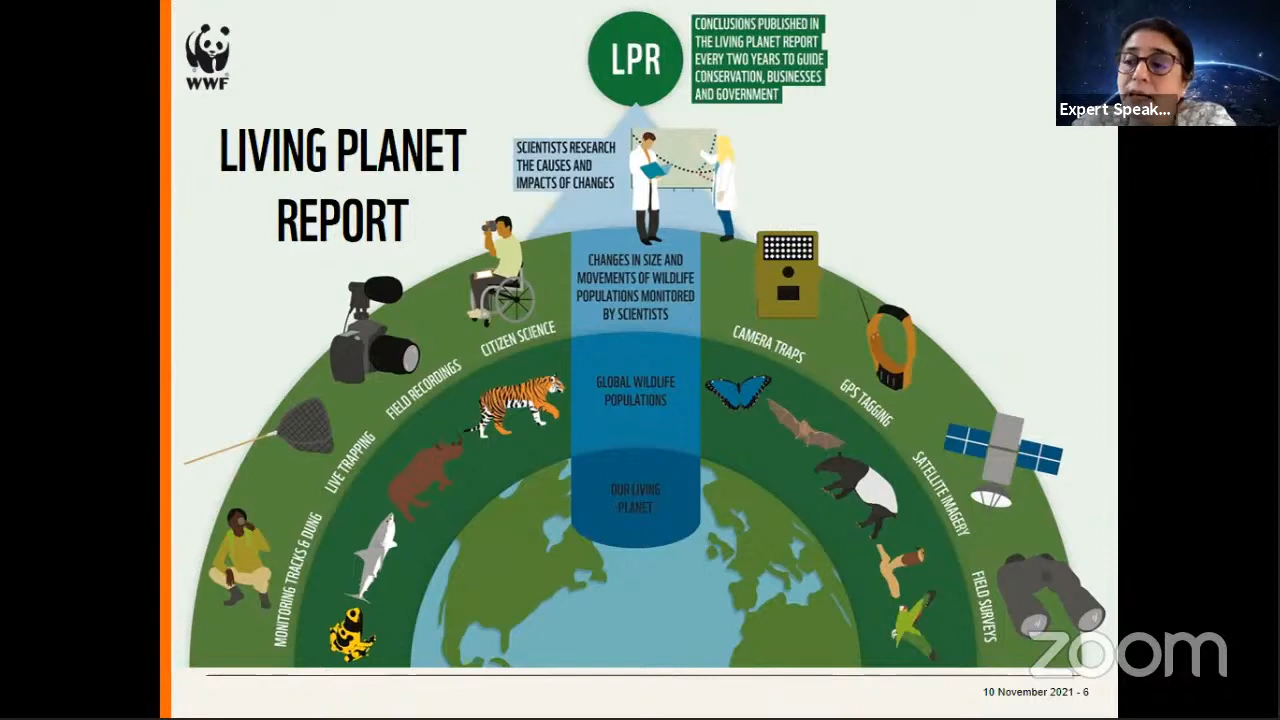 WWF
LPR
CONCLUSIONS PUBLISHED IN
THE LIVING PLANET REPORT
EVERY TWO YEARS TO GUIDE
CONSERVATION, BUSINESSES
AND GOVERNMENT
Expert Speak...
LIVING PLANET
REPORT
SCIENTISTS RESEARCH
THE CAUSES AND
IMPACTS OF CHANGES
CHANGES IN SIZE AND
MOVEMENTS OF WILDLIFE
POPULATIONS MONITORED
BY SCIENTISTS
GLOBAL WILDLIFE
POPULATIONS
OUR LIVING
PLANET
MONITORING TRACKS & DUNG
LIVE TRAPPING
FIELD RECORDINGS
CITIZEN SCIENCE
CAMERA TRAPS
GPS TAGGING
SATELLITE IMAGERY
FIELD SURVEYS
zoom
10 November 2021 - 6